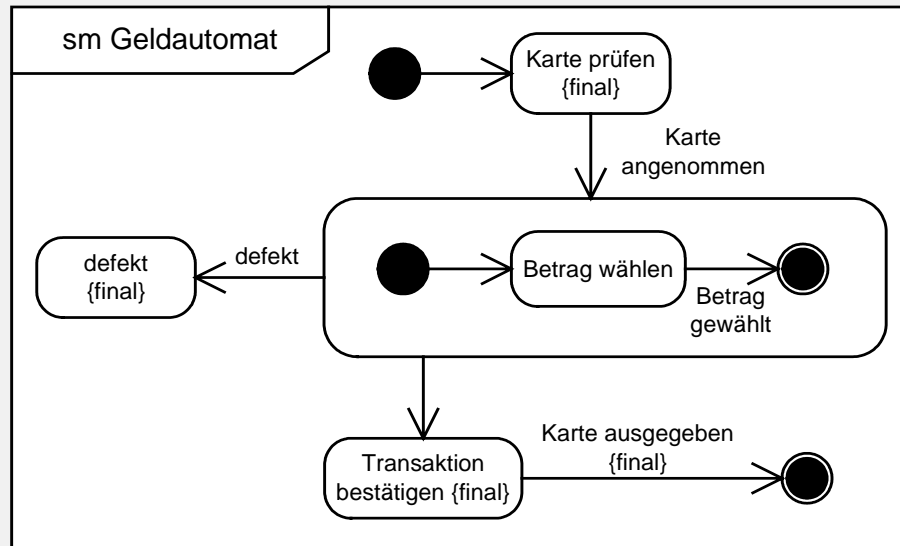 sm Geldautomat
Karte prüfen
{final}
Karte
angenommen
defekt
{final}
defekt
Betrag wählen
Betrag
gewählt
Transaktion
bestätigen {final}
Karte ausgegeben
{final}